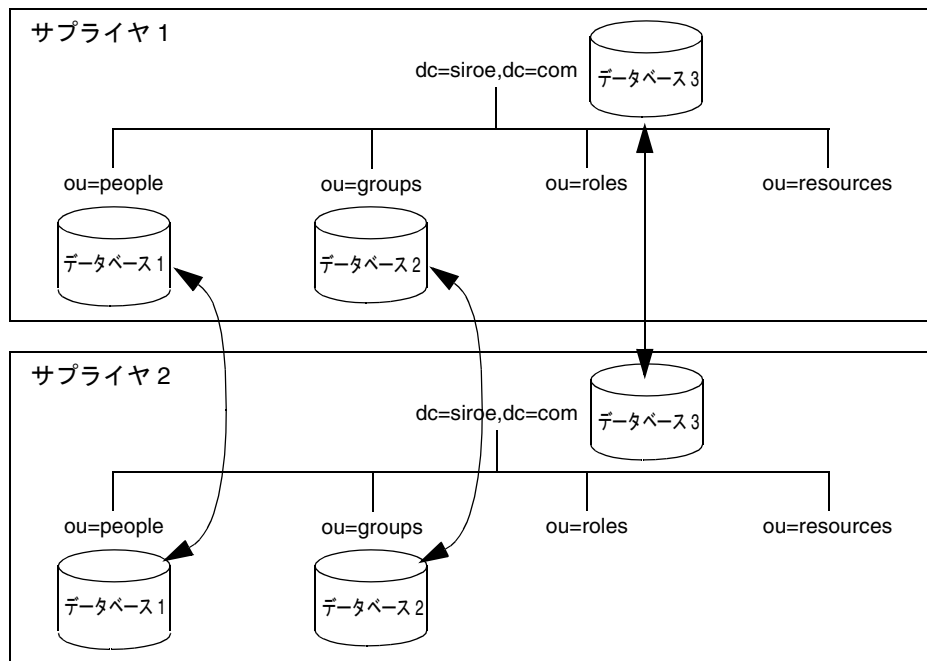 サプライヤ 1
dc=siroe,dc=com
データベース 3
ou=people
ou=groups
ou=roles
ou=resources
データベース 1
データベース 2
サプライヤ 2
dc=siroe,dc=com
データベース 3
ou=people
ou=groups
ou=roles
ou=resources
データベース 1
データベース 2